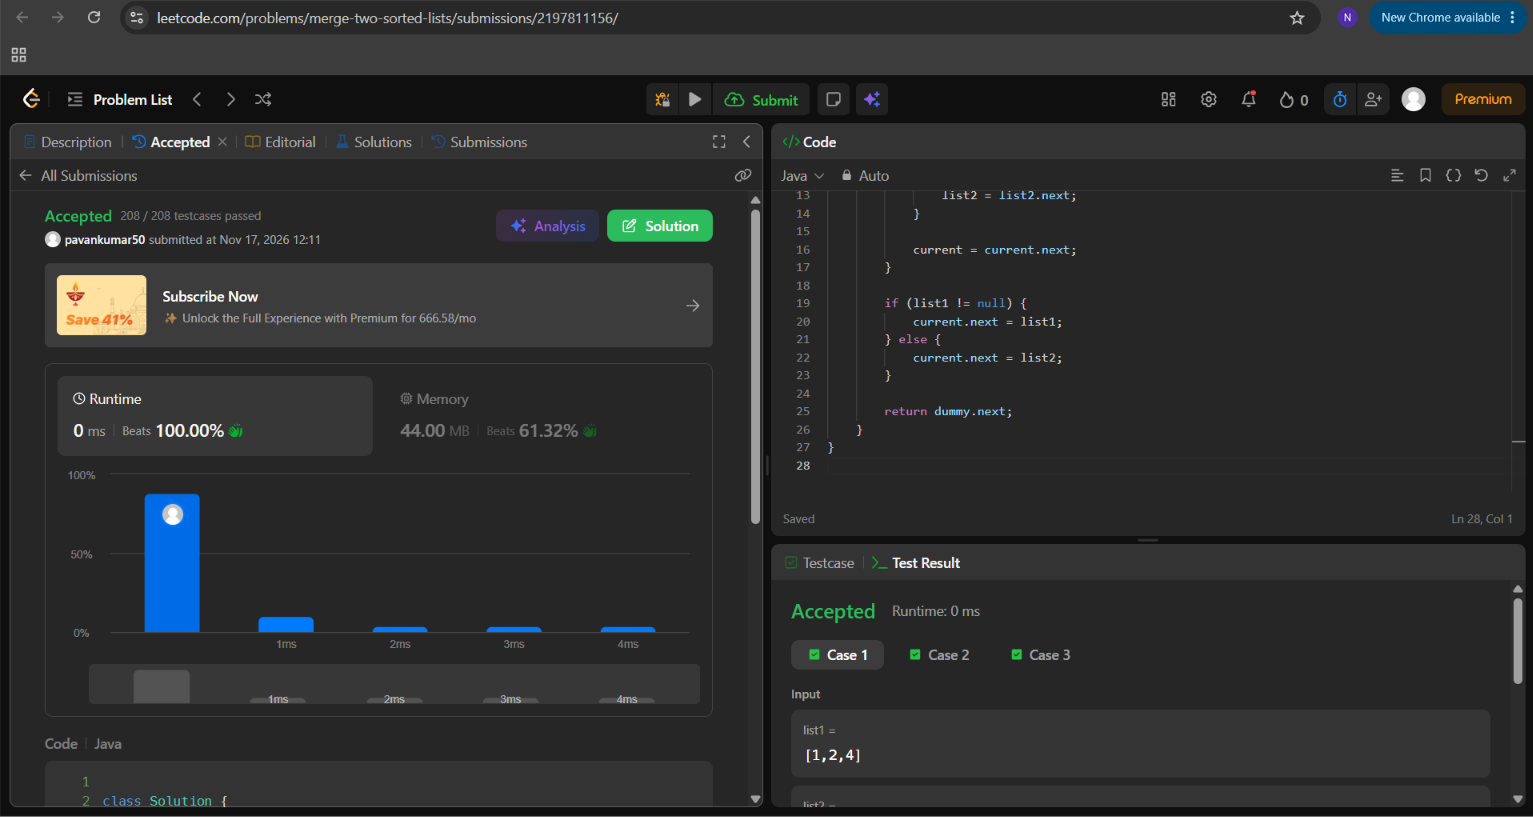 leetcode.com/problems/merge-two-sorted-lists/submissions/2197811156/
N
New Chrome available
Problem List
Submit
0
Premium
Description
Accepted
Editorial
Solutions
Submissions
All Submissions
Accepted 208 / 208 testcases passed
pavankumar50 submitted at Nov 17, 2026 12:11
Analysis
Solution
Save 41%
Subscribe Now
✨ Unlock the Full Experience with Premium for 666.58/mo
Runtime
0 ms Beats 100.00%
Memory
44.00 MB Beats 61.32%
100%
50%
0%
1ms 2ms 3ms 4ms
1ms 2ms 3ms 4ms
Code Java
1
2 class Solution {
</> Code
Java Auto
13 list2 = list2.next;
14 }
15
16 current = current.next;
17 }
18
19 if (list1 != null) {
20 current.next = list1;
21 } else {
22 current.next = list2;
23 }
24
25 return dummy.next;
26 }
27 }
28
Saved
Ln 28, Col 1
Testcase
Test Result
Accepted Runtime: 0 ms
Case 1
Case 2
Case 3
Input
list1 =
[1,2,4]
list2 =